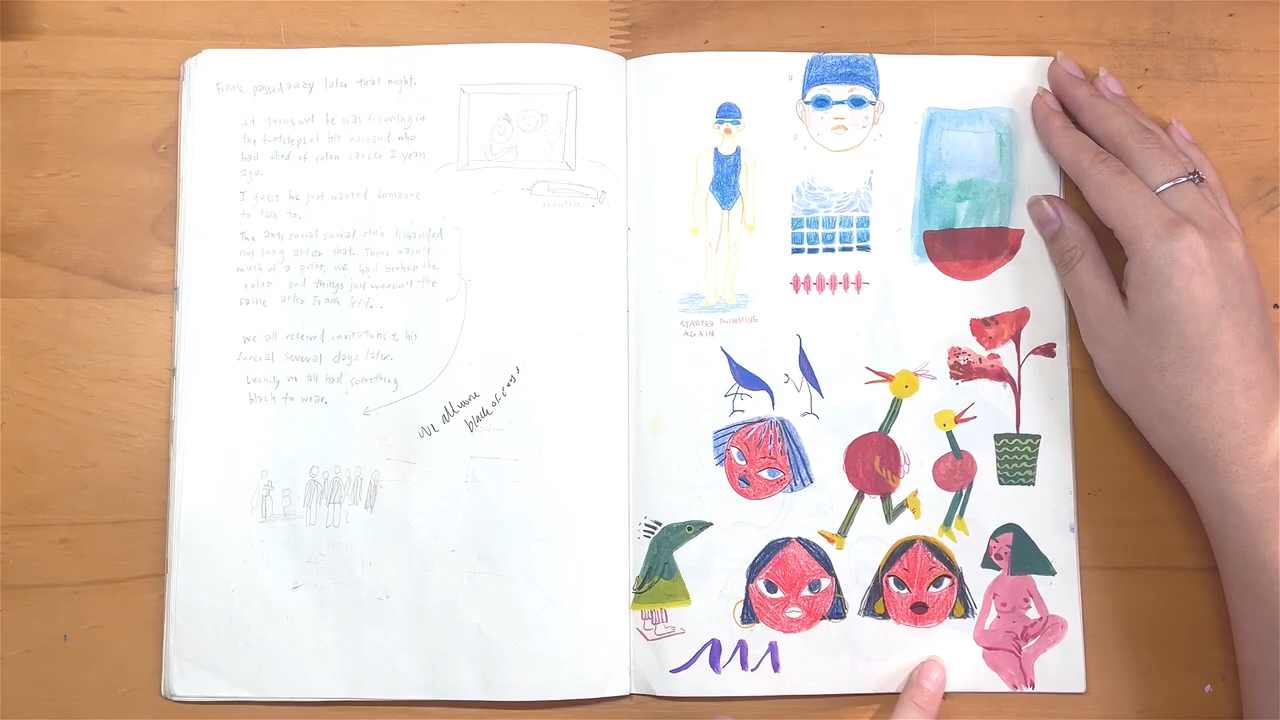 Frank passed away later that night.
It turns out he was following in
the footsteps of his husband who
had died of colon cancer 2 years
ago.
I guess he just wanted someone
to talk to.
The anti social social club disbanded
not long after that. There wasn't
much of a point, we had broken the
rules and things just weren't the
same after Frank left...
We all reserved invitations to his
funeral several days later.
Luckily we all had something
black to wear.
We all wore
black of
STARTED SWIMMING
AGAIN